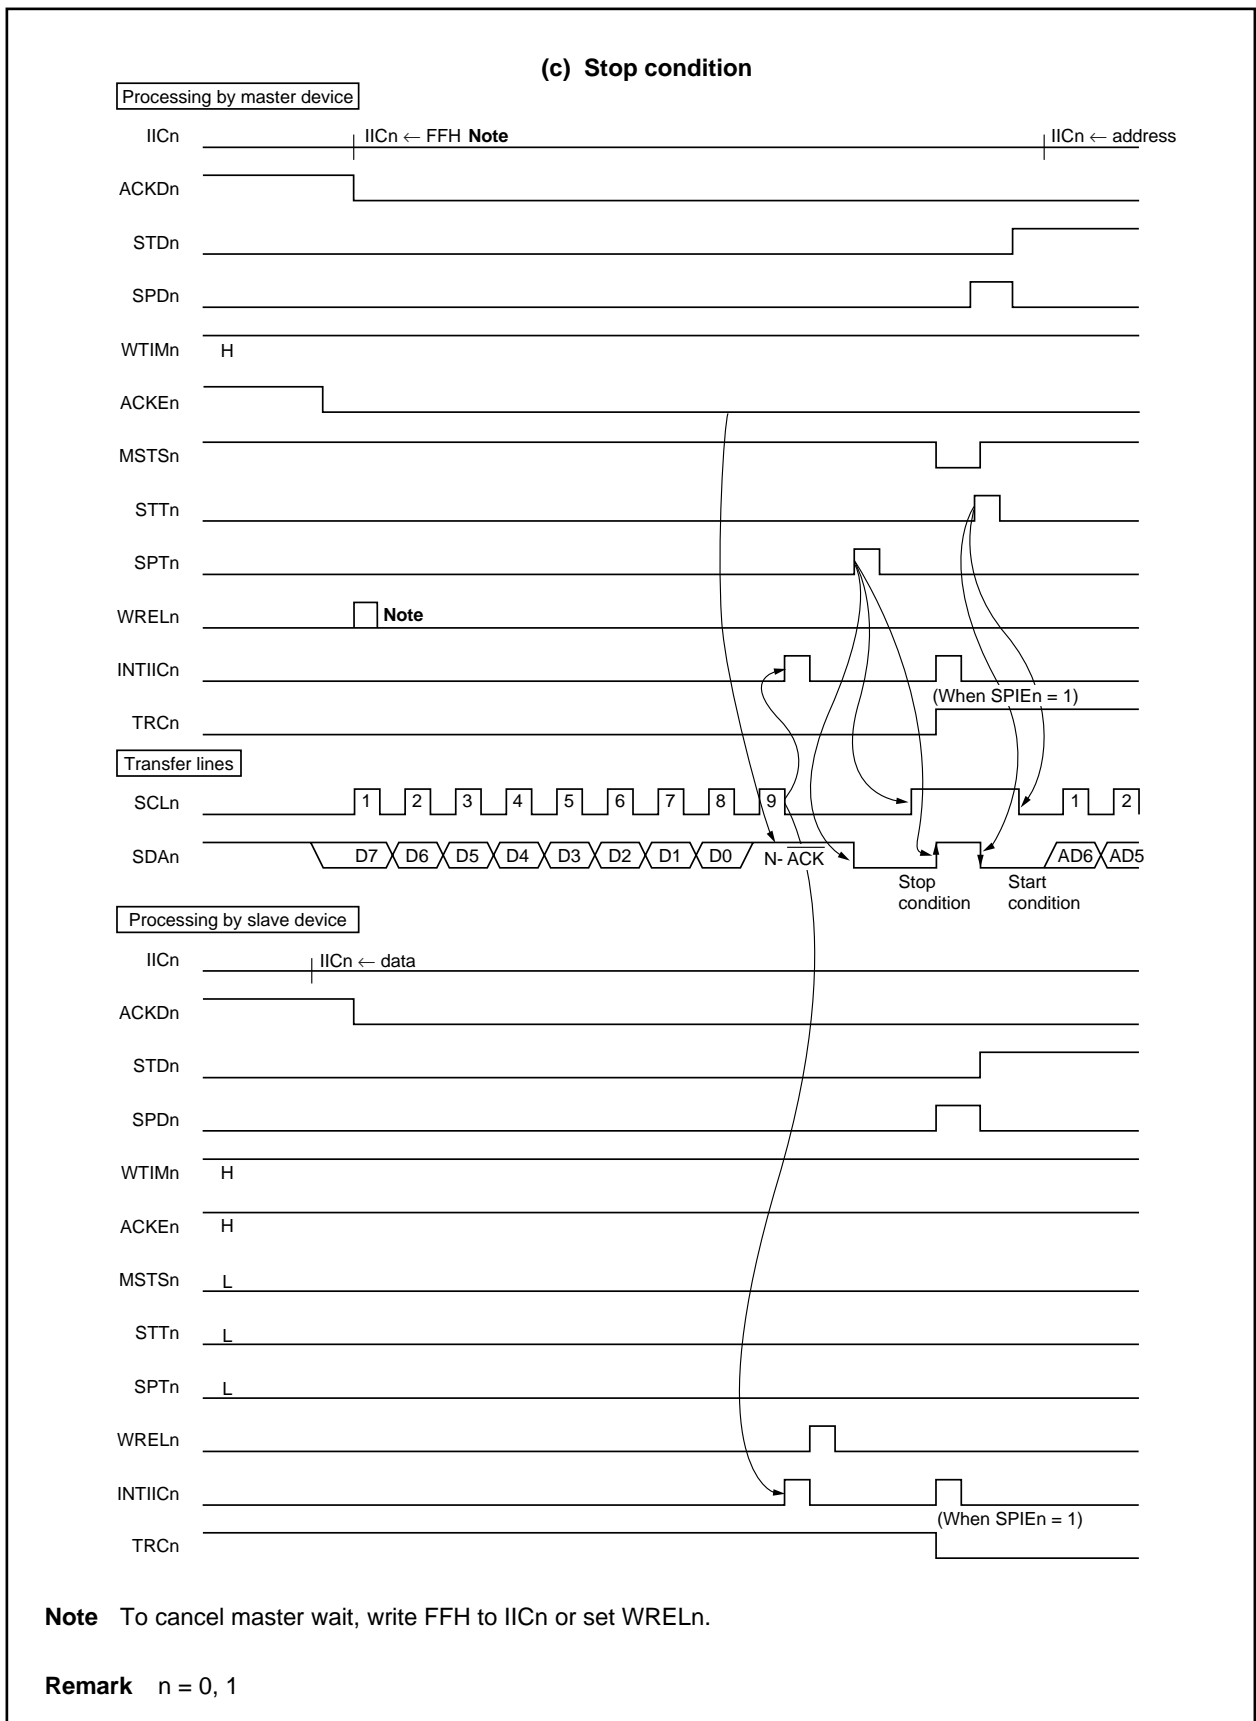 (c) Stop condition
Processing by master device
IICn
IICn ← FFH Note
IICn ← address
ACKDn
STDn
SPDn
WTIMn H
ACKEn
MSTSn
STTn
SPTn
WRELn Note
INTIICn
(When SPIEn = 1)
TRCn
Transfer lines
SCLn 1 2 3 4 5 6 7 8 9 1 2
SDAn D7 D6 D5 D4 D3 D2 D1 D0 N- ACK AD6 AD5
Stop condition
Start condition
Processing by slave device
IICn
IICn ← data
ACKDn
STDn
SPDn
WTIMn H
ACKEn H
MSTSn L
STTn L
SPTn L
WRELn
INTIICn
(When SPIEn = 1)
TRCn
Note To cancel master wait, write FFH to IICn or set WRELn.
Remark n = 0, 1